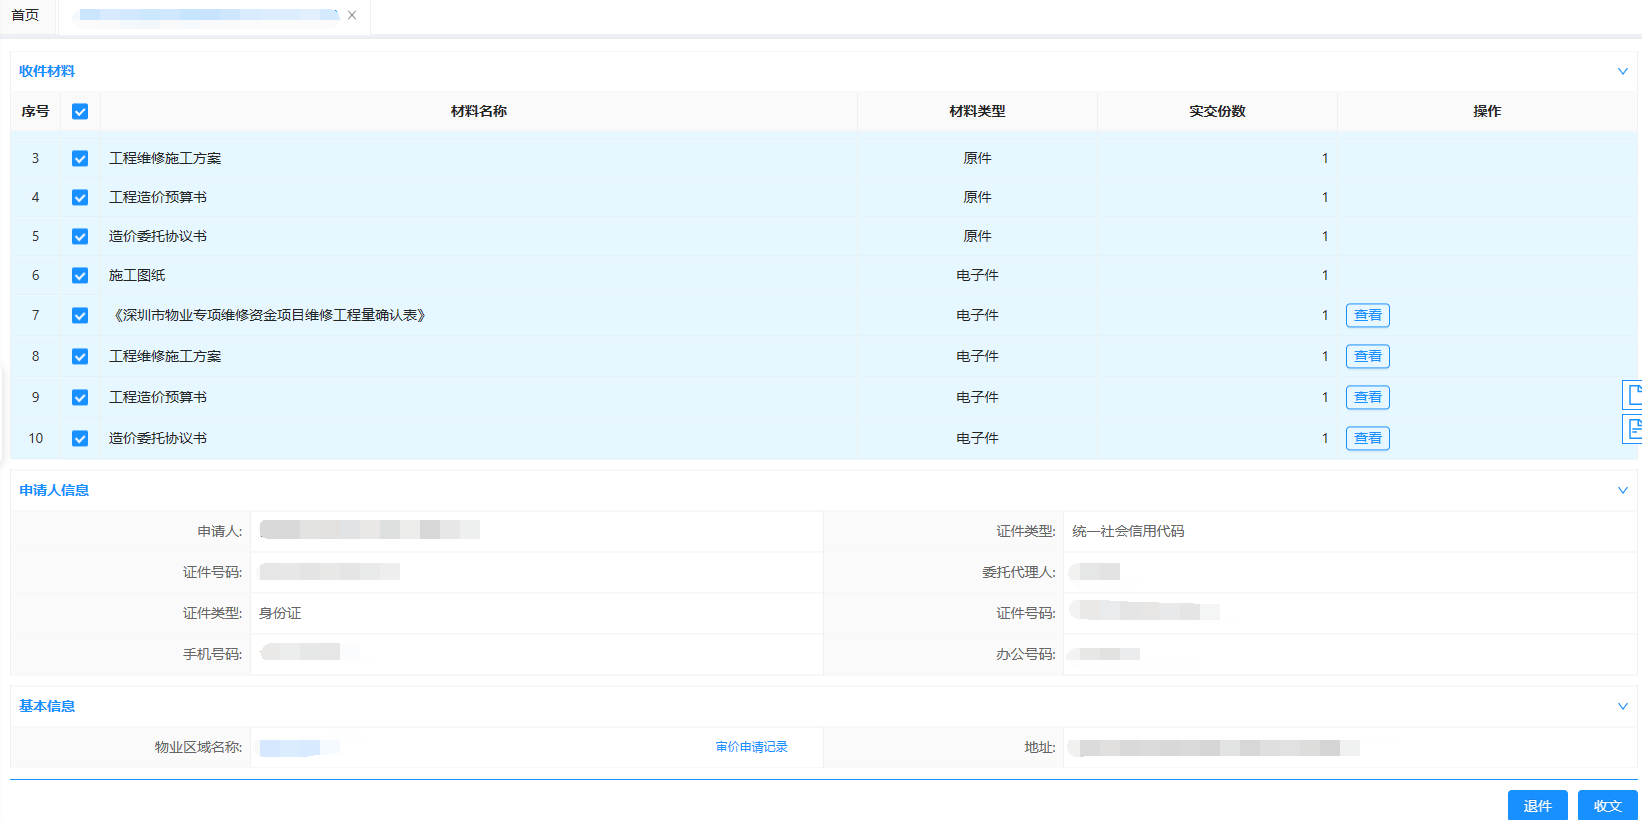 首页
收件材料
序号 材料名称 材料类型 实交份数 操作
3 工程维修施工方案 原件 1
4 工程造价预算书 原件 1
5 造价委托协议书 原件 1
6 施工图纸 电子件 1
7 《深圳市物业专项维修资金项目维修工程量确认表》 电子件 1 查看
8 工程维修施工方案 电子件 1 查看
9 工程造价预算书 电子件 1 查看
10 造价委托协议书 电子件 1 查看
申请人信息
申请人: 证件类型: 统一社会信用代码
证件号码: 委托代理人:
证件类型: 身份证 证件号码:
手机号码: 办公号码:
基本信息
物业区域名称: 审价申请记录 地址:
退件 收文